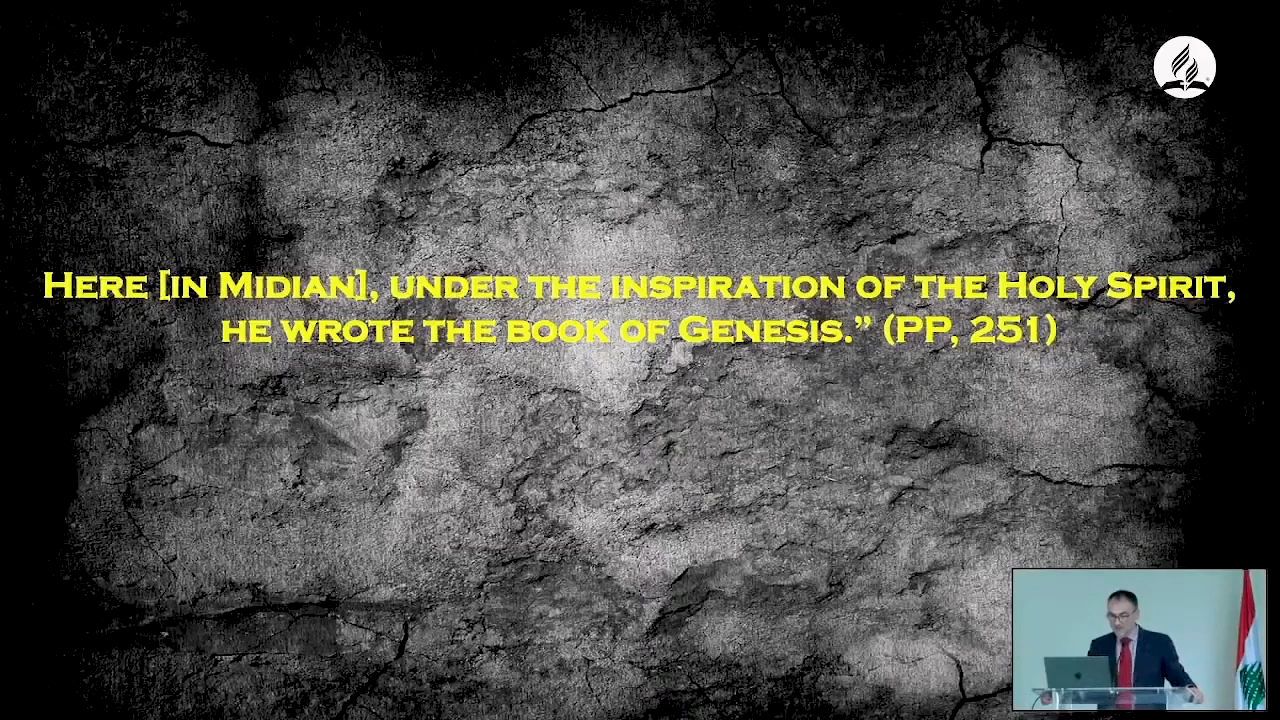 Here [in Midian], under the inspiration of the Holy Spirit,
he wrote the book of Genesis.” (PP, 251)